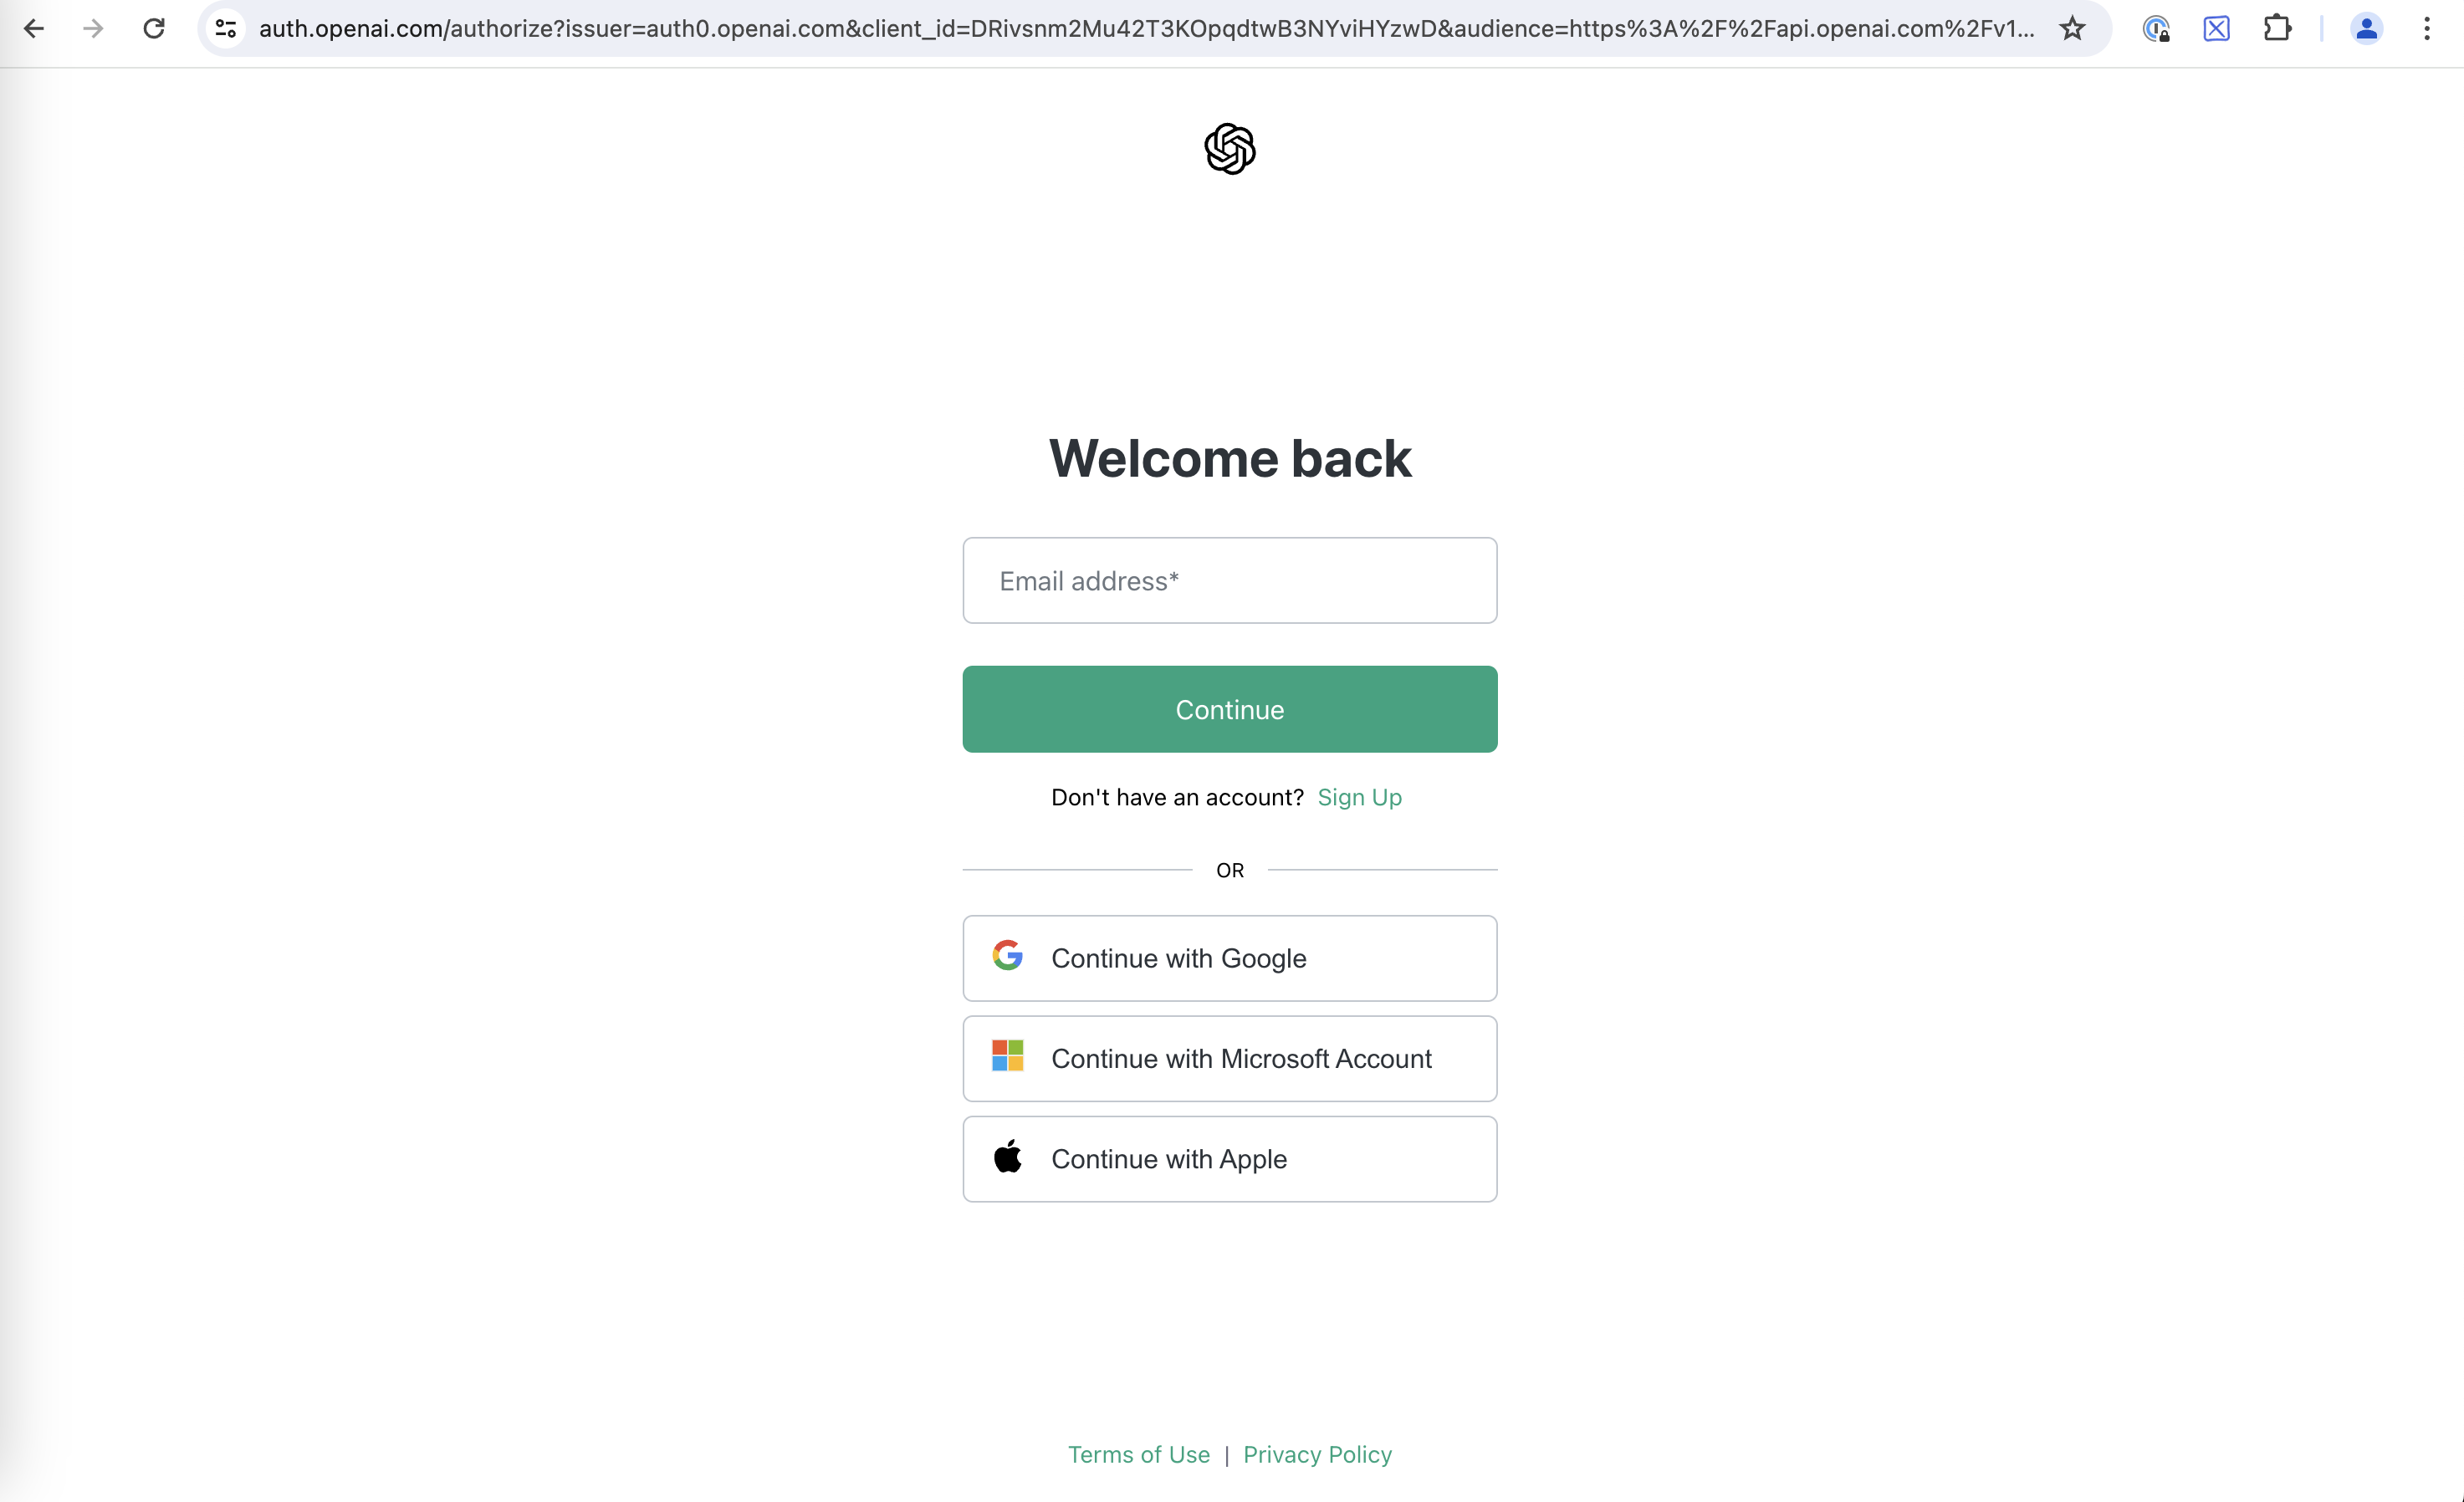 auth.openai.com/authorize?issuer=auth0.openai.com&client_id=DRivsnm2Mu42T3KOpqdtwB3NYviHYzwD&audience=https%3A%2F%2Fapi.openai.com%2Fv1...
Welcome back
Email address*
Continue
Don't have an account? Sign Up
OR
Continue with Google
Continue with Microsoft Account
Continue with Apple
Terms of Use | Privacy Policy